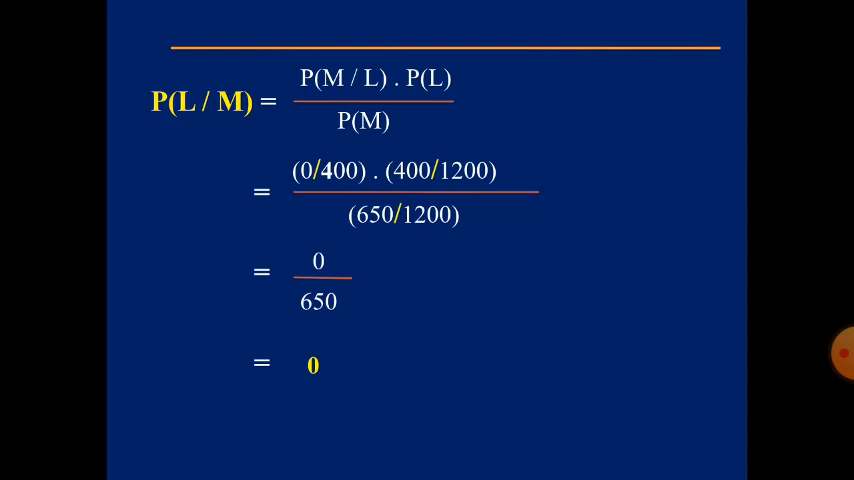 P(M / L) . P(L)
P(L / M) =
P(M)
(0/400) . (400/1200)
=
(650/1200)
0
=
650
= 0